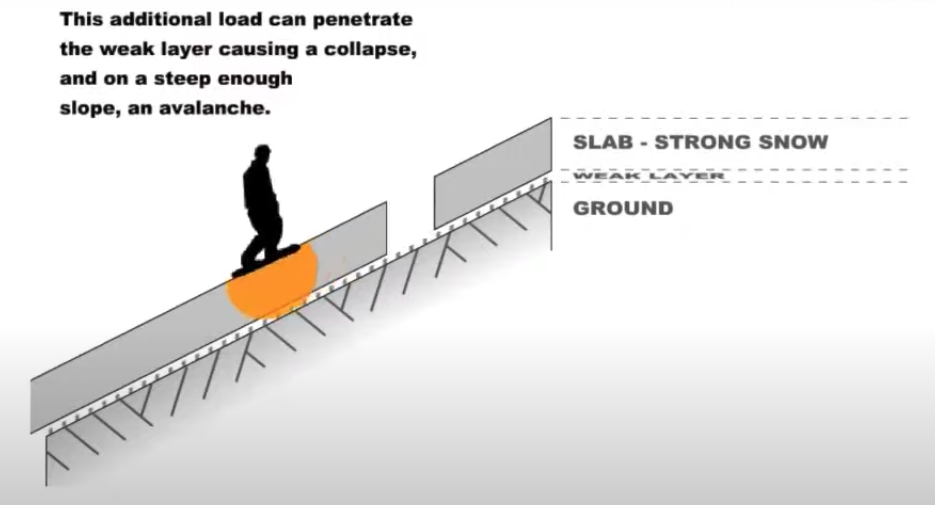 This additional load can penetrate
the weak layer causing a collapse,
and on a steep enough
slope, an avalanche.
SLAB - STRONG SNOW
WEAK LAYER
GROUND